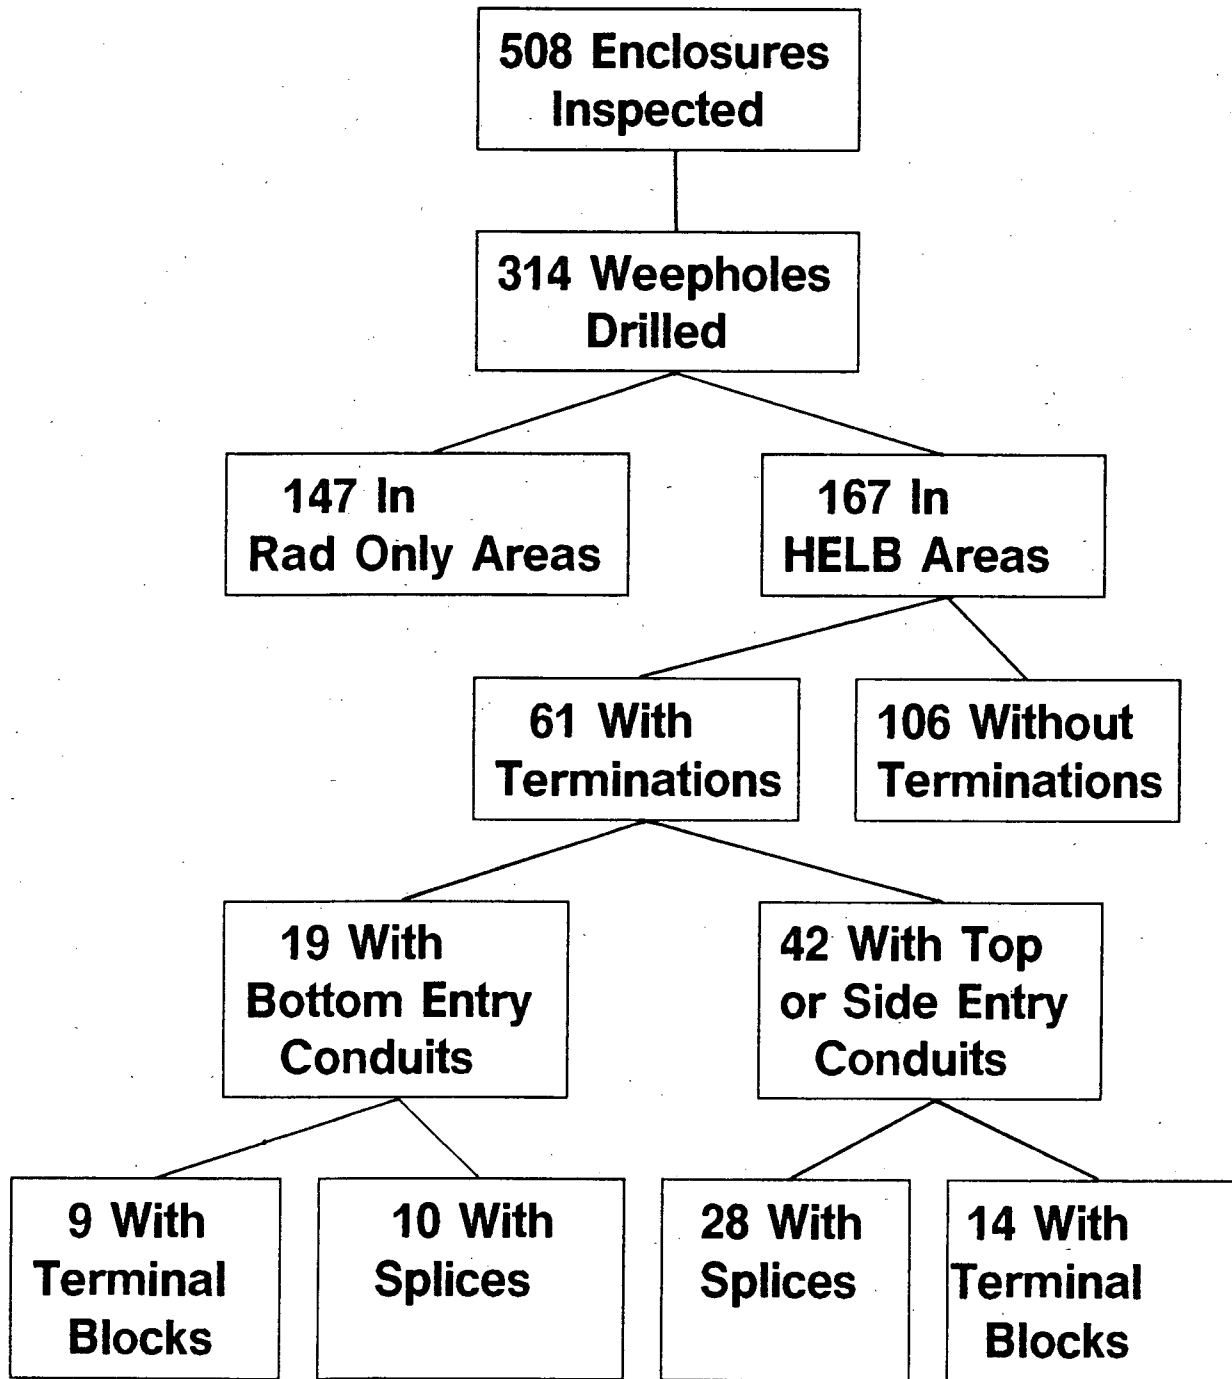 508 Enclosures
Inspected
314 Weepholes
Drilled
147 In
Rad Only Areas
167 In
HELB Areas
61 With
Terminations
106 Without
Terminations
19 With
Bottom Entry
Conduits
42 With Top
or Side Entry
Conduits
9 With
Terminal
Blocks
10 With
Splices
28 With
Splices
14 With
Terminal
Blocks